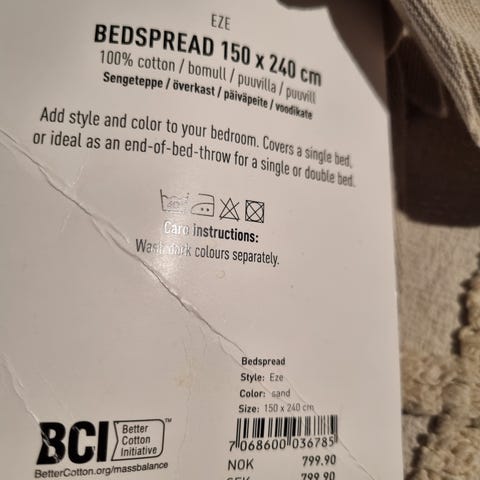 EZE
BEDSPREAD 150 x 240 cm
100% cotton / bomull / puuvilla / puuvill
Sengeteppe / överkast / päiväpeite / voodikate
Add style and color to your bedroom. Covers a single bed,
or ideal as an end-of-bed-throw for a single or double bed.
Care instructions:
Wash dark colours separately.
Bedspread
Style: Eze
Color: sand
Size: 150 x 240 cm
BCI Better Cotton Initiative™
BetterCotton.org/massbalance
7 068600 036785
NOK 799.90
SEK 799.90